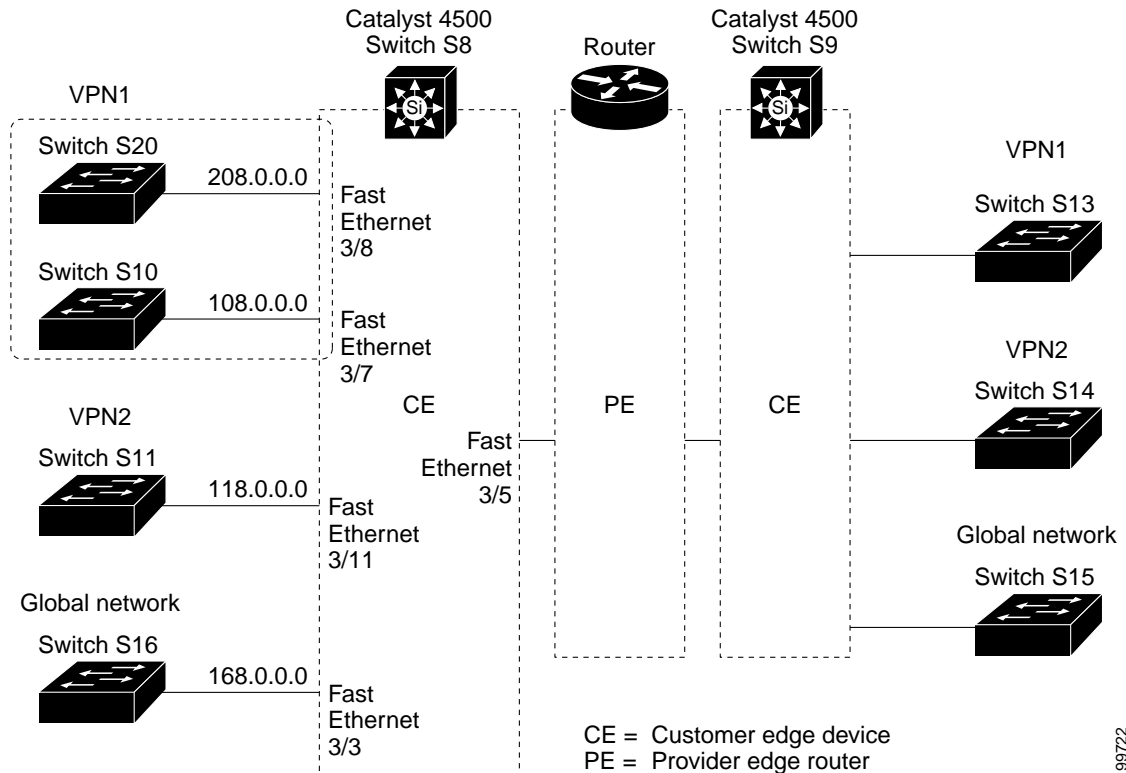 Catalyst 4500
Switch S8
Router
Catalyst 4500
Switch S9
Si
Si
VPN1
Switch S20
208.0.0.0
Fast
Ethernet
3/8
Switch S10
108.0.0.0
Fast
Ethernet
3/7
VPN2
Switch S11
118.0.0.0
Fast
Ethernet
3/11
Global network
Switch S16
168.0.0.0
Fast
Ethernet
3/3
CE
Fast
Ethernet
3/5
PE
CE
VPN1
Switch S13
VPN2
Switch S14
Global network
Switch S15
CE = Customer edge device
PE = Provider edge router
99722